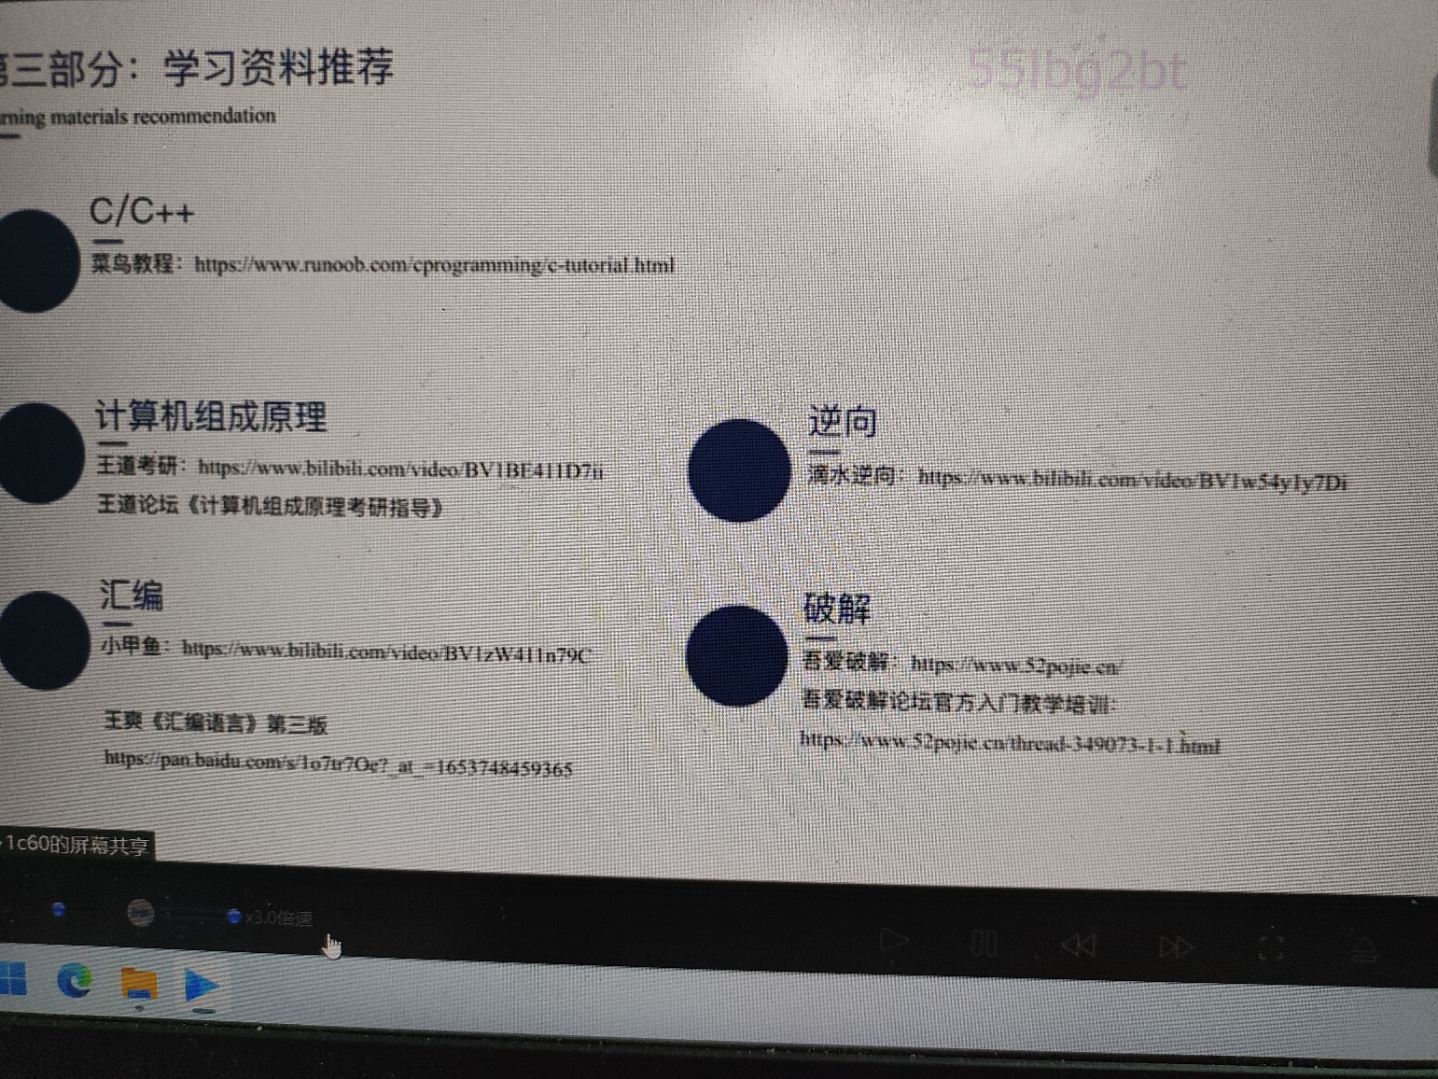 第三部分：学习资料推荐
rning materials recommendation
55lbg2bt
C/C++
菜鸟教程：https://www.runoob.com/cprogramming/c-tutorial.html
计算机组成原理
王道考研：https://www.bilibili.com/video/BV1BE411D7ii
王道论坛《计算机组成原理考研指导》
逆向
滴水逆向：https://www.bilibili.com/video/BV1w54y1y7Di
汇编
小甲鱼：https://www.bilibili.com/video/BV1zW411n79C
王爽《汇编语言》第三版
https://pan.baidu.com/s/1o7ur7Oe?_at_=1653748459365
破解
吾爱破解：https://www.52pojie.cn/
吾爱破解论坛官方入门教学培训：
https://www.52pojie.cn/thread-349073-1-1.html
1c60的屏幕共享
x3.0倍速